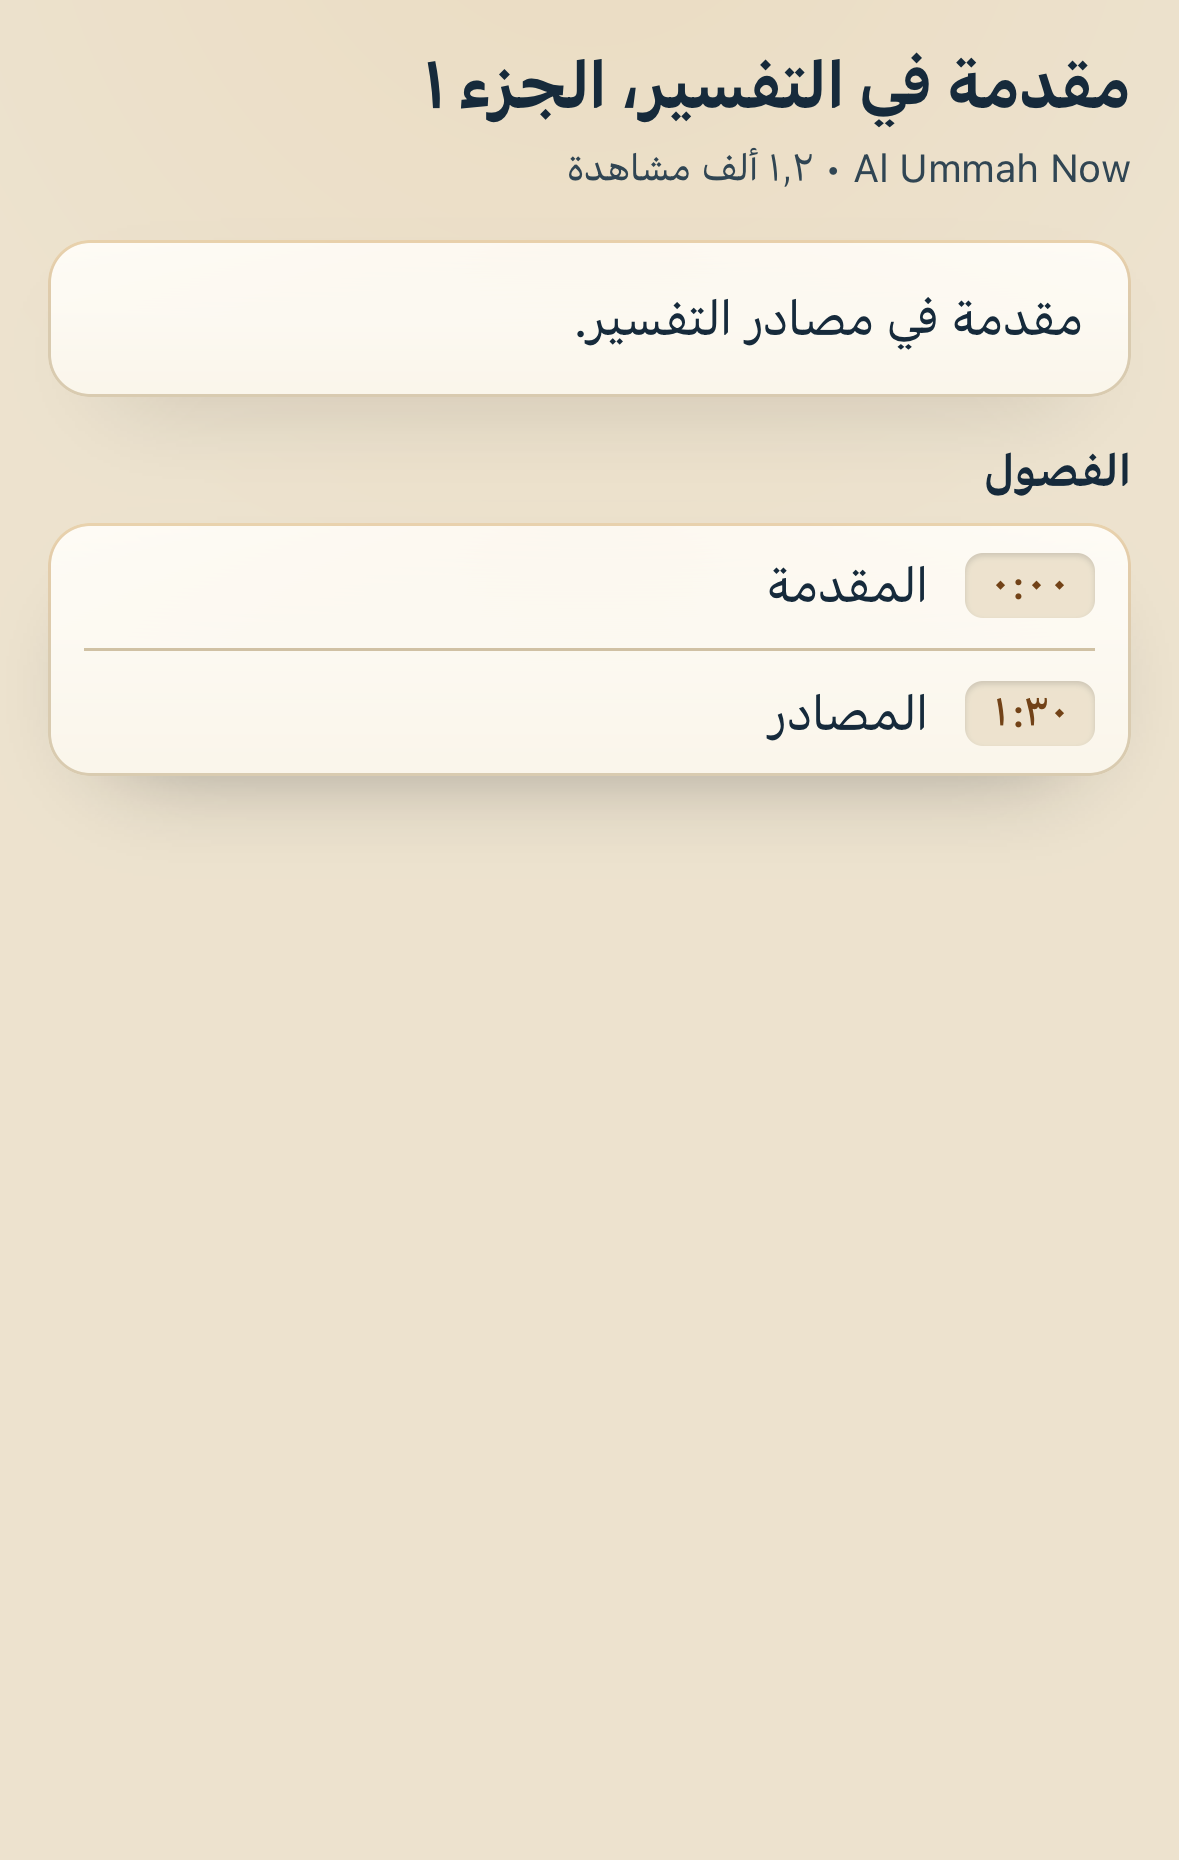 مقدمة في التفسير، الجزء ١
Al Ummah Now • ١,٢ ألف مشاهدة
مقدمة في مصادر التفسير.
الفصول
٠:٠٠ المقدمة
١:٣٠ المصادر